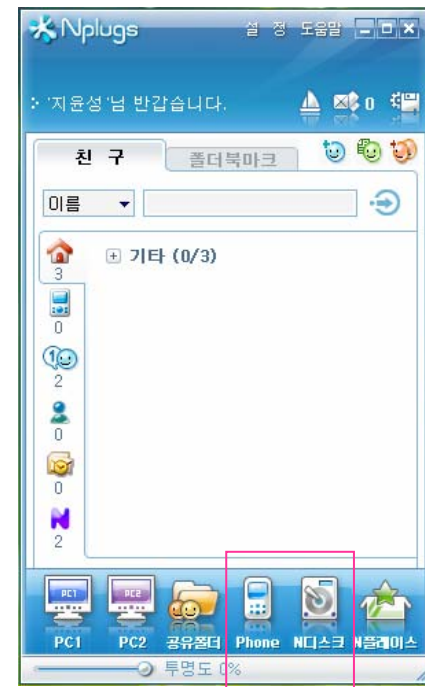 Nplugs 설 정 도움말
> '지윤성'님 반갑습니다. 0
친 구 폴더북마크
이름
3 기타 (0/3)
0
1
2
0
0
N
2
PC1 PC2
PC1 PC2 공유폴더 Phone N디스크 N플레이스
투명도 0%